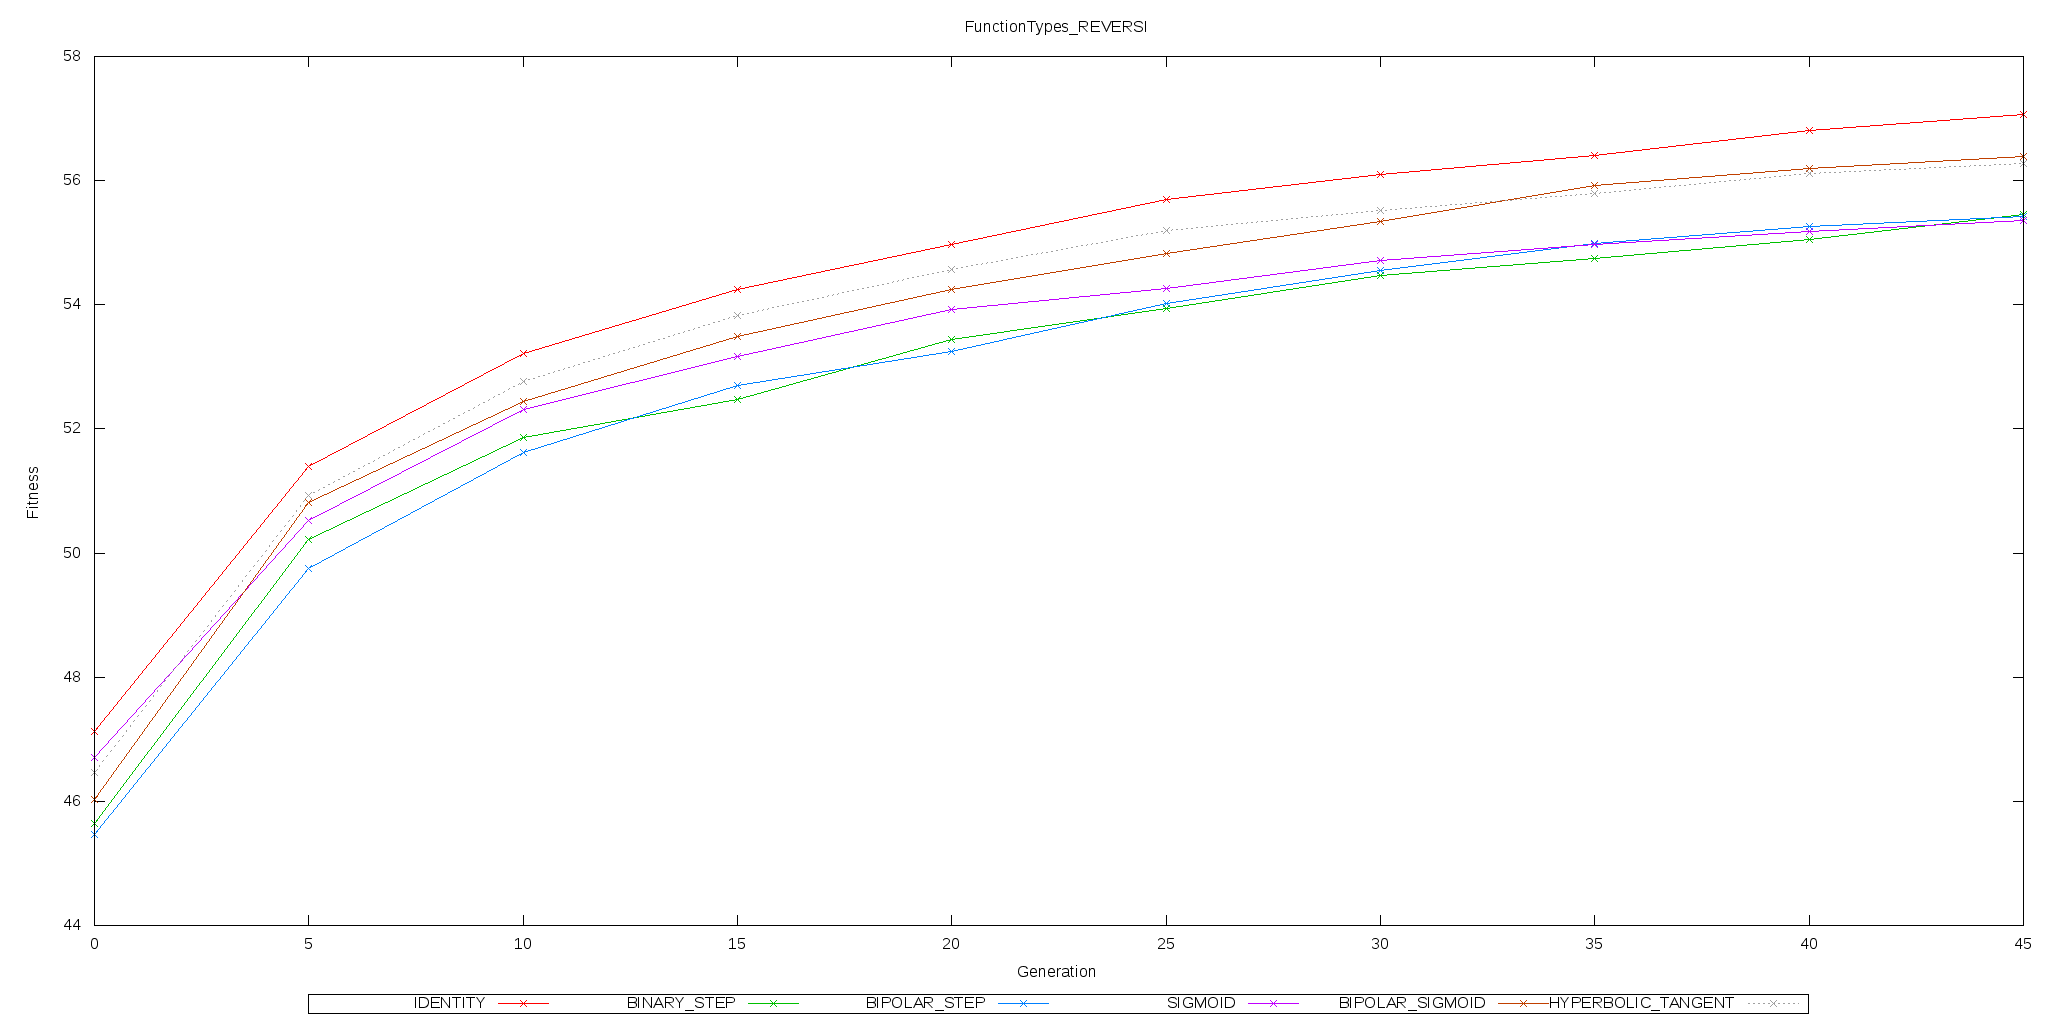 FunctionTypes_REVERSI
58
56
54
52
50
48
46
44
Fitness
0 5 10 15 20 25 30 35 40 45
Generation
IDENTITY BINARY_STEP BIPOLAR_STEP SIGMOID BIPOLAR_SIGMOID HYPERBOLIC_TANGENT